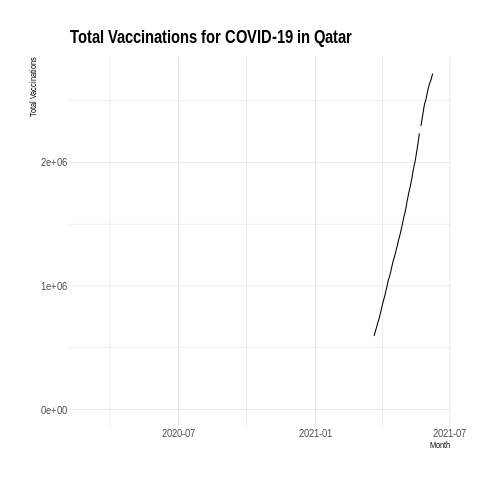 Total Vaccinations for COVID-19 in Qatar
Total Vaccinations
2e+06
1e+06
0e+00
2020-07
2021-01
2021-07
Month